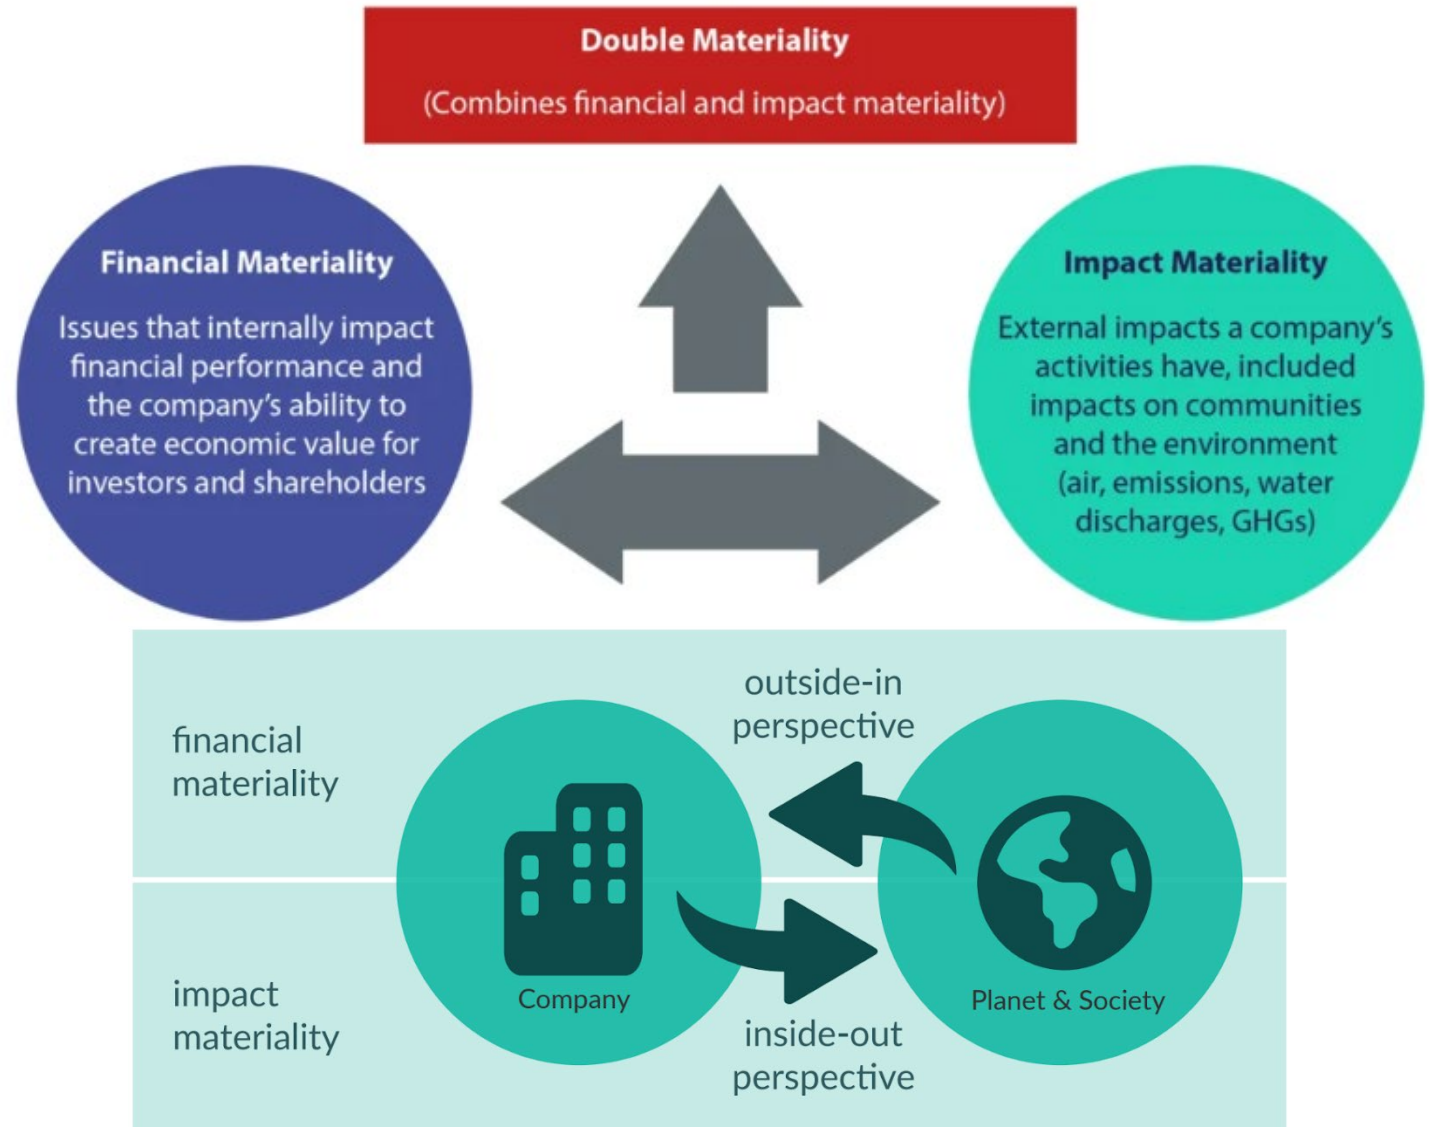 Double Materiality
(Combines financial and impact materiality)
Financial Materiality
Issues that internally impact
financial performance and
the company's ability to
create economic value for
investors and shareholders
Impact Materiality
External impacts a company's
activities have, included
impacts on communities
and the environment
(air, emissions, water
discharges, GHGs)
financial
materiality
outside-in
perspective
impact
materiality
Company
Planet & Society
inside-out
perspective